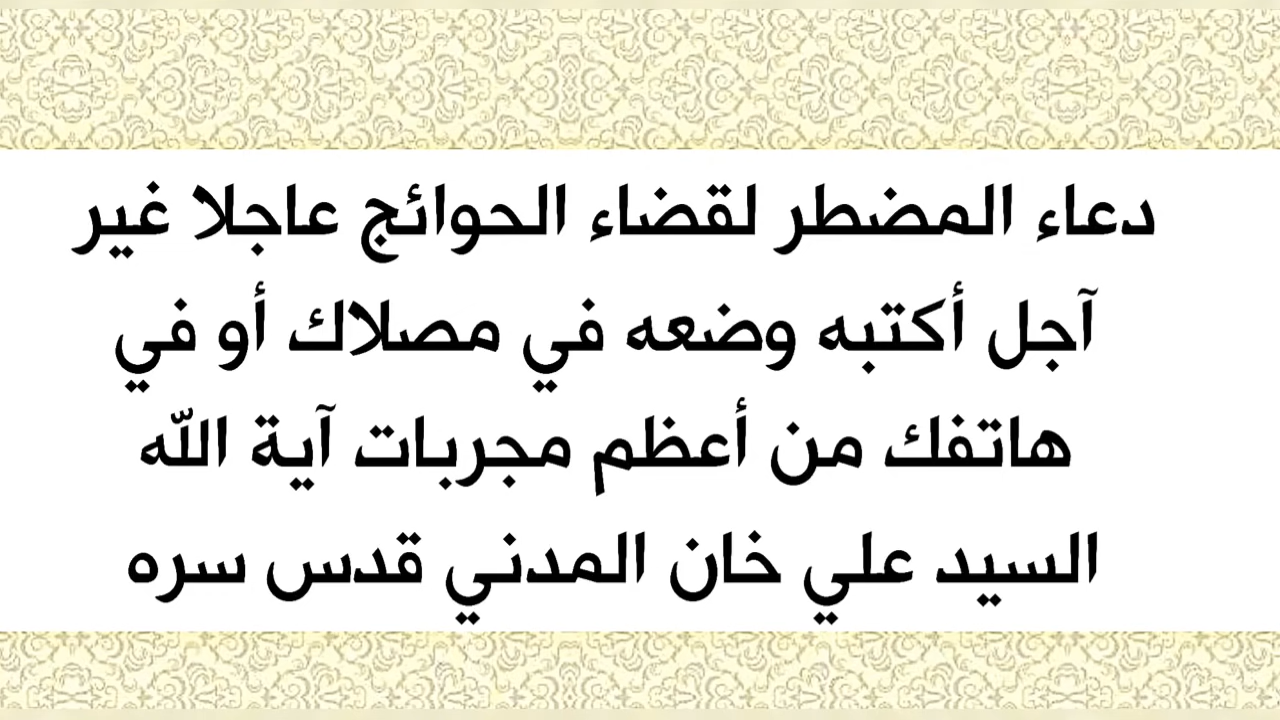 دعاء المضطر لقضاء الحوائج عاجلا غير
آجل أكتبه وضعه في مصلاك أو في
هاتفك من أعظم مجربات آية الله
السيد علي خان المدني قدس سره